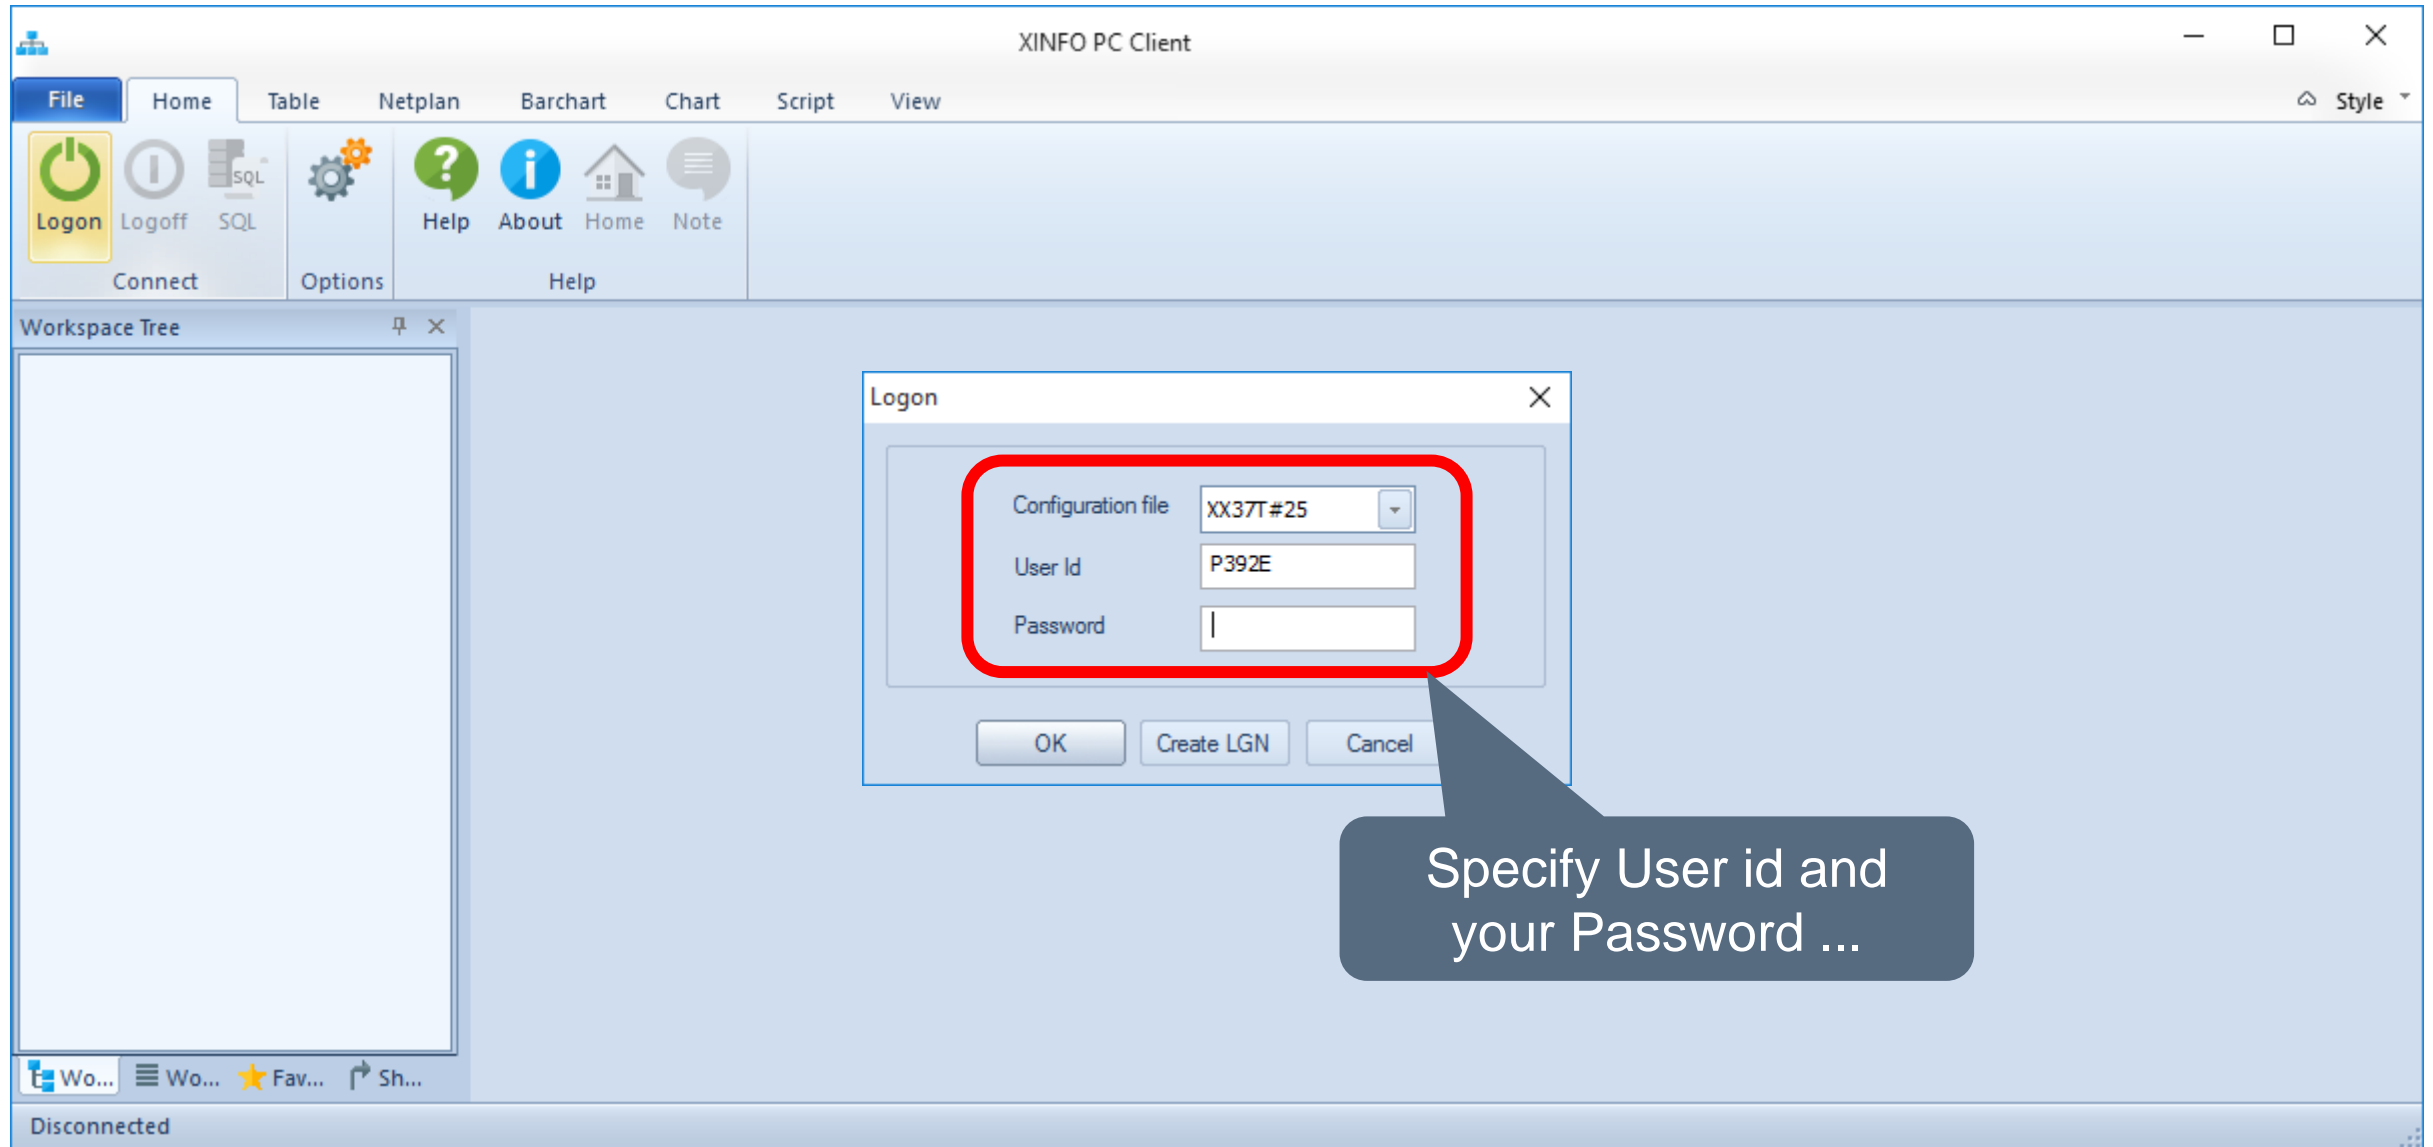 XINFO PC Client
File Home Table Netplan Barchart Chart Script View Style
SQL
Logon Logoff SQL Help About Home Note
Connect Options Help
Workspace Tree
Logon
Configuration file XX37T#25
User Id P392E
Password
OK Create LGN Cancel
Specify User id and
your Password ...
Wo... Wo... Fav... Sh...
Disconnected